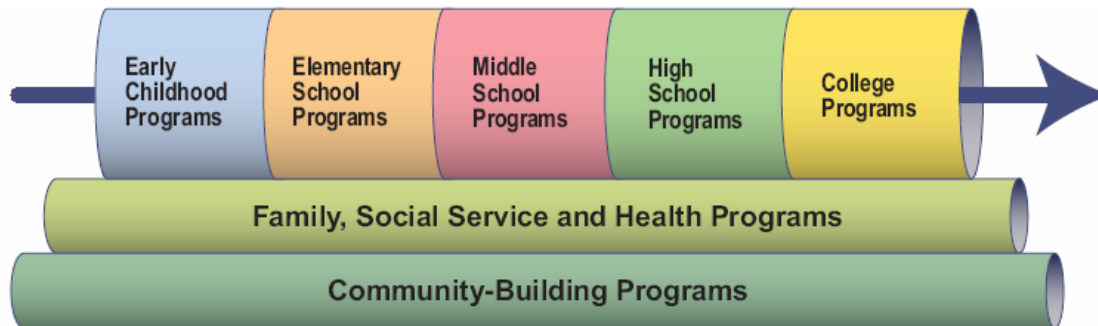 Early
Childhood
Programs
Elementary
School
Programs
Middle
School
Programs
High
School
Programs
College
Programs
Family, Social Service and Health Programs
Community-Building Programs